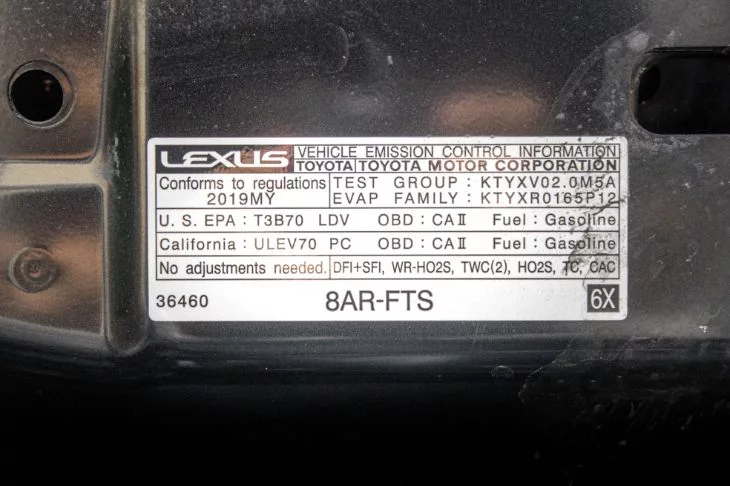 LEXUS VEHICLE EMISSION CONTROL INFORMATION
TOYOTA TOYOTA MOTOR CORPORATION
Conforms to regulations TEST GROUP : KTYXV02.0M5A
2019MY EVAP FAMILY : KTYXR0165P12
U. S. EPA : T3B70 LDV OBD : CAII Fuel : Gasoline
California : ULEV70 PC OBD : CAII Fuel : Gasoline
No adjustments needed. DFI+SFI, WR-HO2S, TWC(2), HO2S, TC, CAC
36460 8AR-FTS 6X